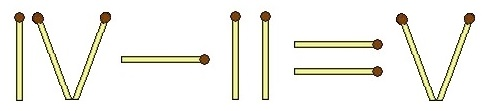 IV - II = V